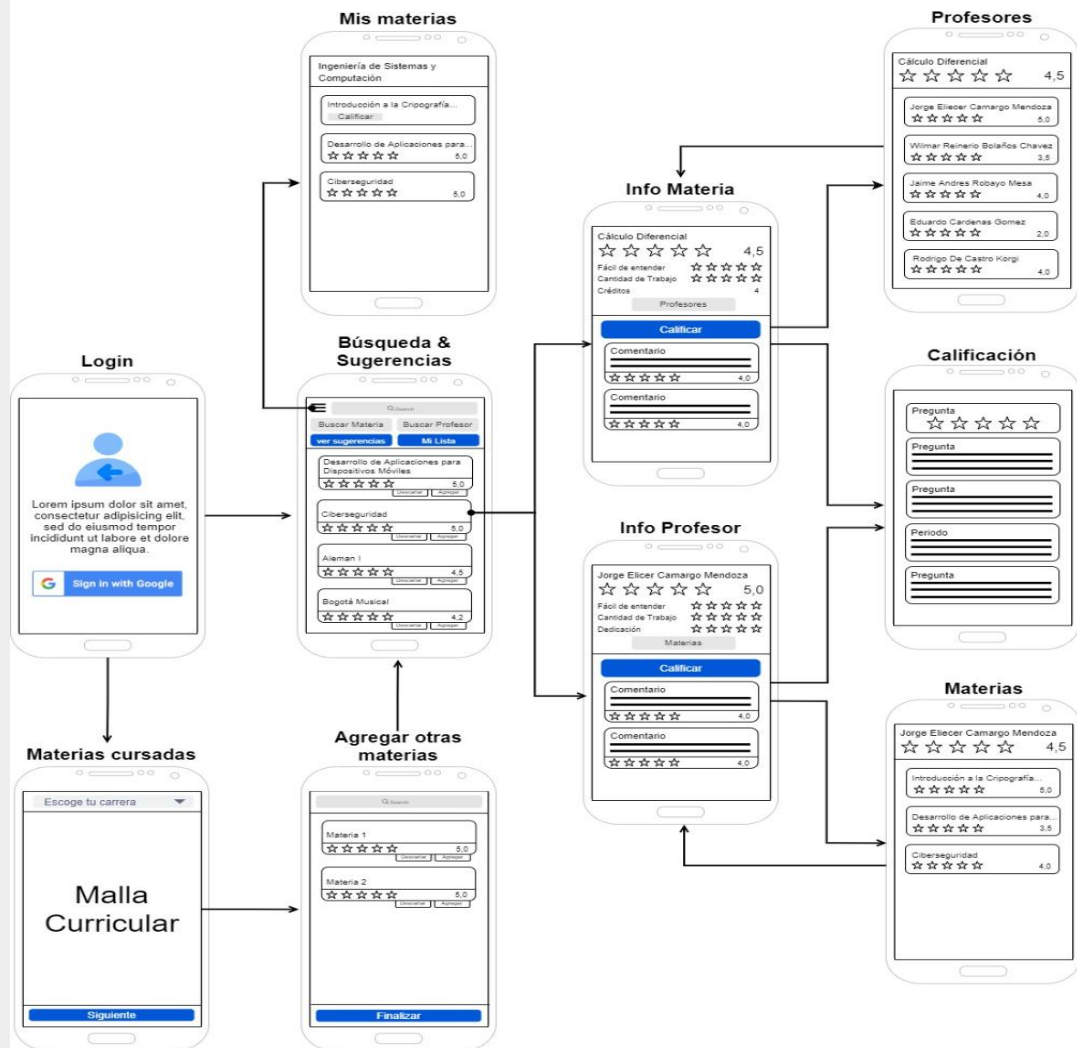 Mis materias
Ingeniería de Sistemas y
Computación
Introducción a la Cripografía...
Calificar
Desarrollo de Aplicaciones para...
5,0
Ciberseguridad
5,0
Profesores
Cálculo Diferencial
4,5
Jorge Eliecer Camargo Mendoza
5,0
Wilmar Reinerio Bolaños Chavez
3,5
Jaime Andres Robayo Mesa
4,0
Eduardo Cardenas Gomez
2,0
Rodrigo De Castro Korgi
4,0
Info Materia
Cálculo Diferencial
4,5
Fácil de entender
Cantidad de Trabajo
Créditos 4
Profesores
Calificar
Comentario
4,0
Comentario
4,0
Login
Lorem ipsum dolor sit amet,
consectetur adipisicing elit,
sed do eiusmod tempor
incididunt ut labore et dolore
magna aliqua.
G Sign in with Google
Búsqueda &
Sugerencias
Search
Buscar Materia Buscar Profesor
ver sugerencias Mi Lista
Desarrollo de Aplicaciones para
Dispositivos Móviles
5,0
Descartar Agregar
Ciberseguridad
5,0
Descartar Agregar
Aleman I
4,5
Descartar Agregar
Bogotá Musical
4,2
Descartar Agregar
Calificación
Pregunta
Pregunta
Pregunta
Periodo
Pregunta
Info Profesor
Jorge Elicer Camargo Mendoza
5,0
Fácil de entender
Cantidad de Trabajo
Dedicación
Materias
Calificar
Comentario
4,0
Comentario
4,0
Materias
Jorge Eliecer Camargo Mendoza
4,5
Introducción a la Cripografía...
5,0
Desarrollo de Aplicaciones para...
3,5
Ciberseguridad
4,0
Materias cursadas
Escoge tu carrera
Malla
Curricular
Siguiente
Agregar otras
materias
Search
Materia 1
5,0
Descartar Agregar
Materia 2
5,0
Descartar Agregar
Finalizar